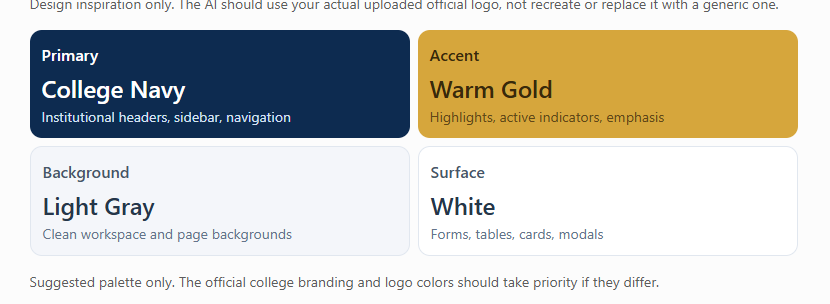 Design inspiration only. The AI should use your actual uploaded official logo, not recreate or replace it with a generic one.
Primary
College Navy
Institutional headers, sidebar, navigation
Accent
Warm Gold
Highlights, active indicators, emphasis
Background
Light Gray
Clean workspace and page backgrounds
Surface
White
Forms, tables, cards, modals
Suggested palette only. The official college branding and logo colors should take priority if they differ.